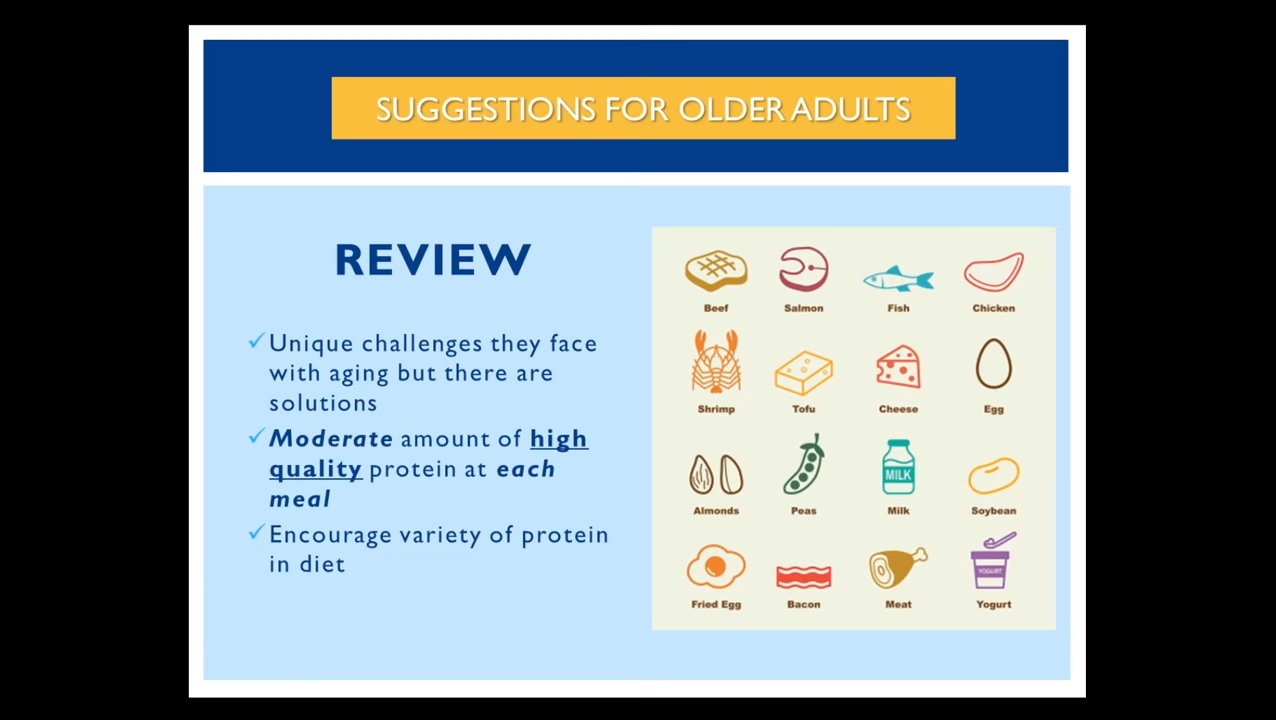 SUGGESTIONS FOR OLDER ADULTS
REVIEW
✓Unique challenges they face
with aging but there are
solutions
✓Moderate amount of high
quality protein at each
meal
✓Encourage variety of protein
in diet
Beef Salmon Fish Chicken
Shrimp Tofu Cheese Egg
MILK
Almonds Peas Milk Soybean
YOGURT
Fried Egg Bacon Meat Yogurt